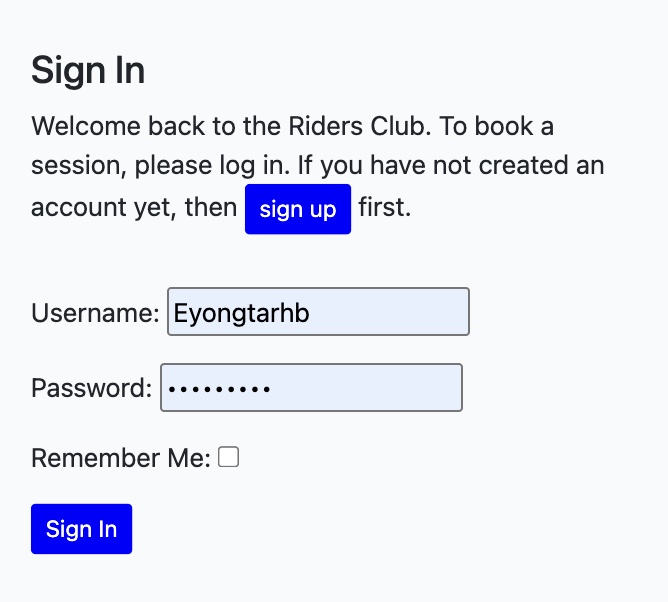 Sign In
Welcome back to the Riders Club. To book a
session, please log in. If you have not created an
account yet, then sign up first.
Username: Eyongtarhb
Password: •••••••••
Remember Me:
Sign In